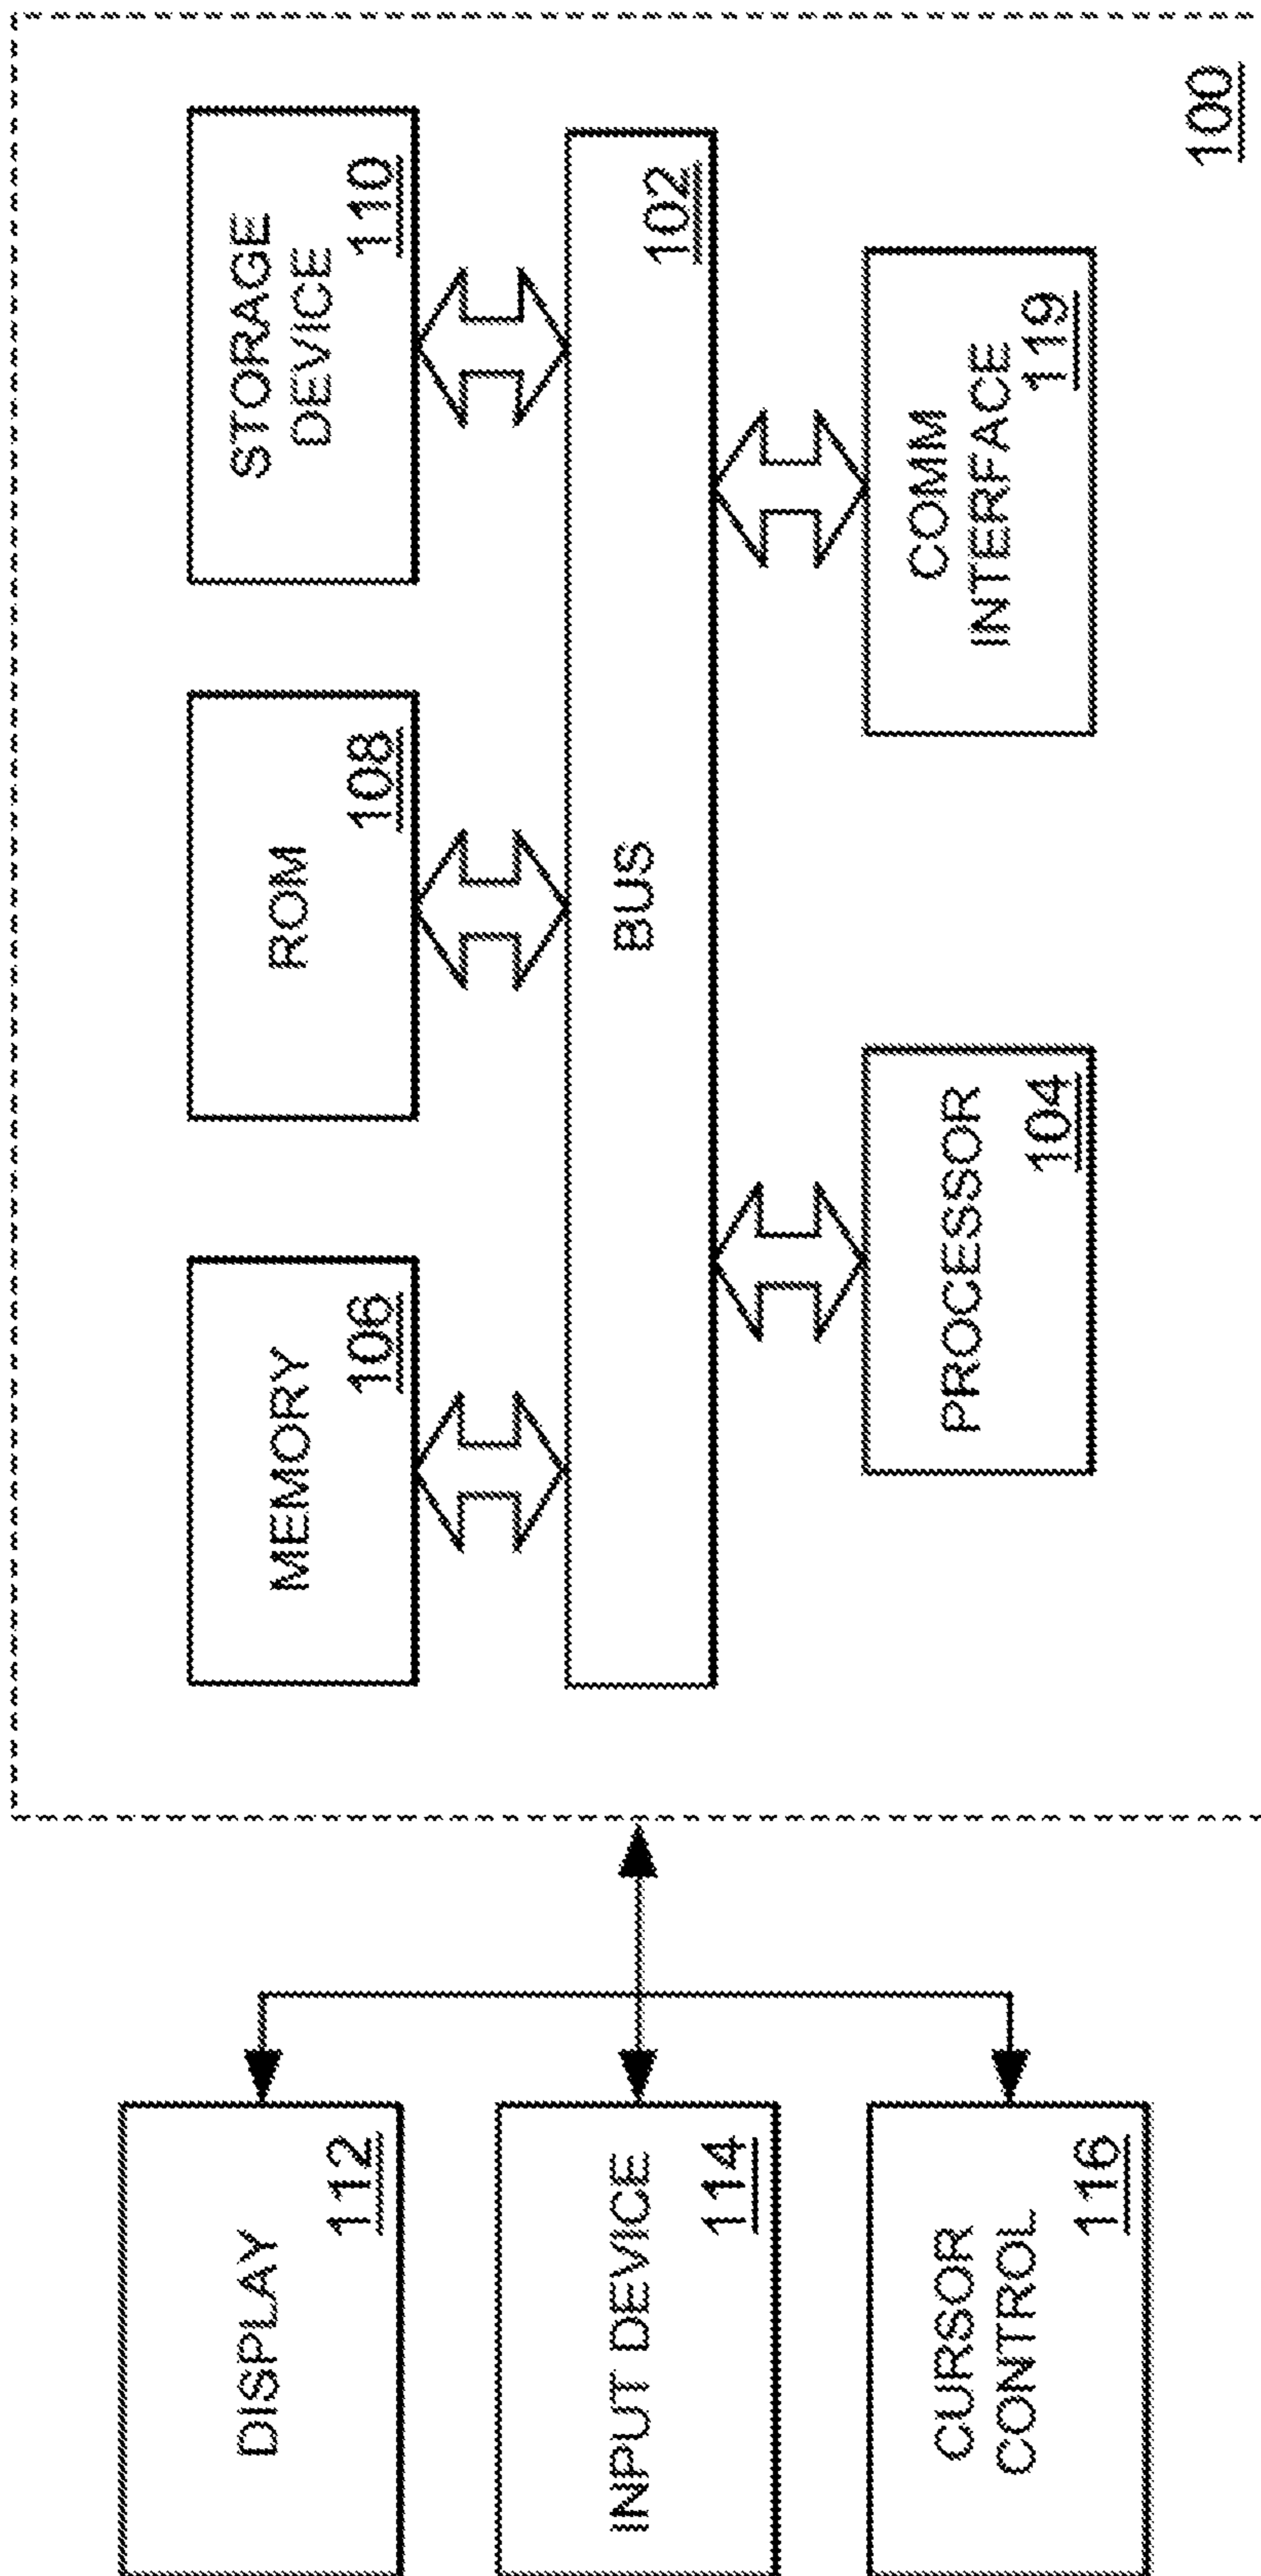 DISPLAY
112
INPUT DEVICE
114
CURSOR
CONTROL
116
MEMORY
106
ROM
108
STORAGE
DEVICE
110
BUS
102
PROCESSOR
104
COMM
INTERFACE
119
100